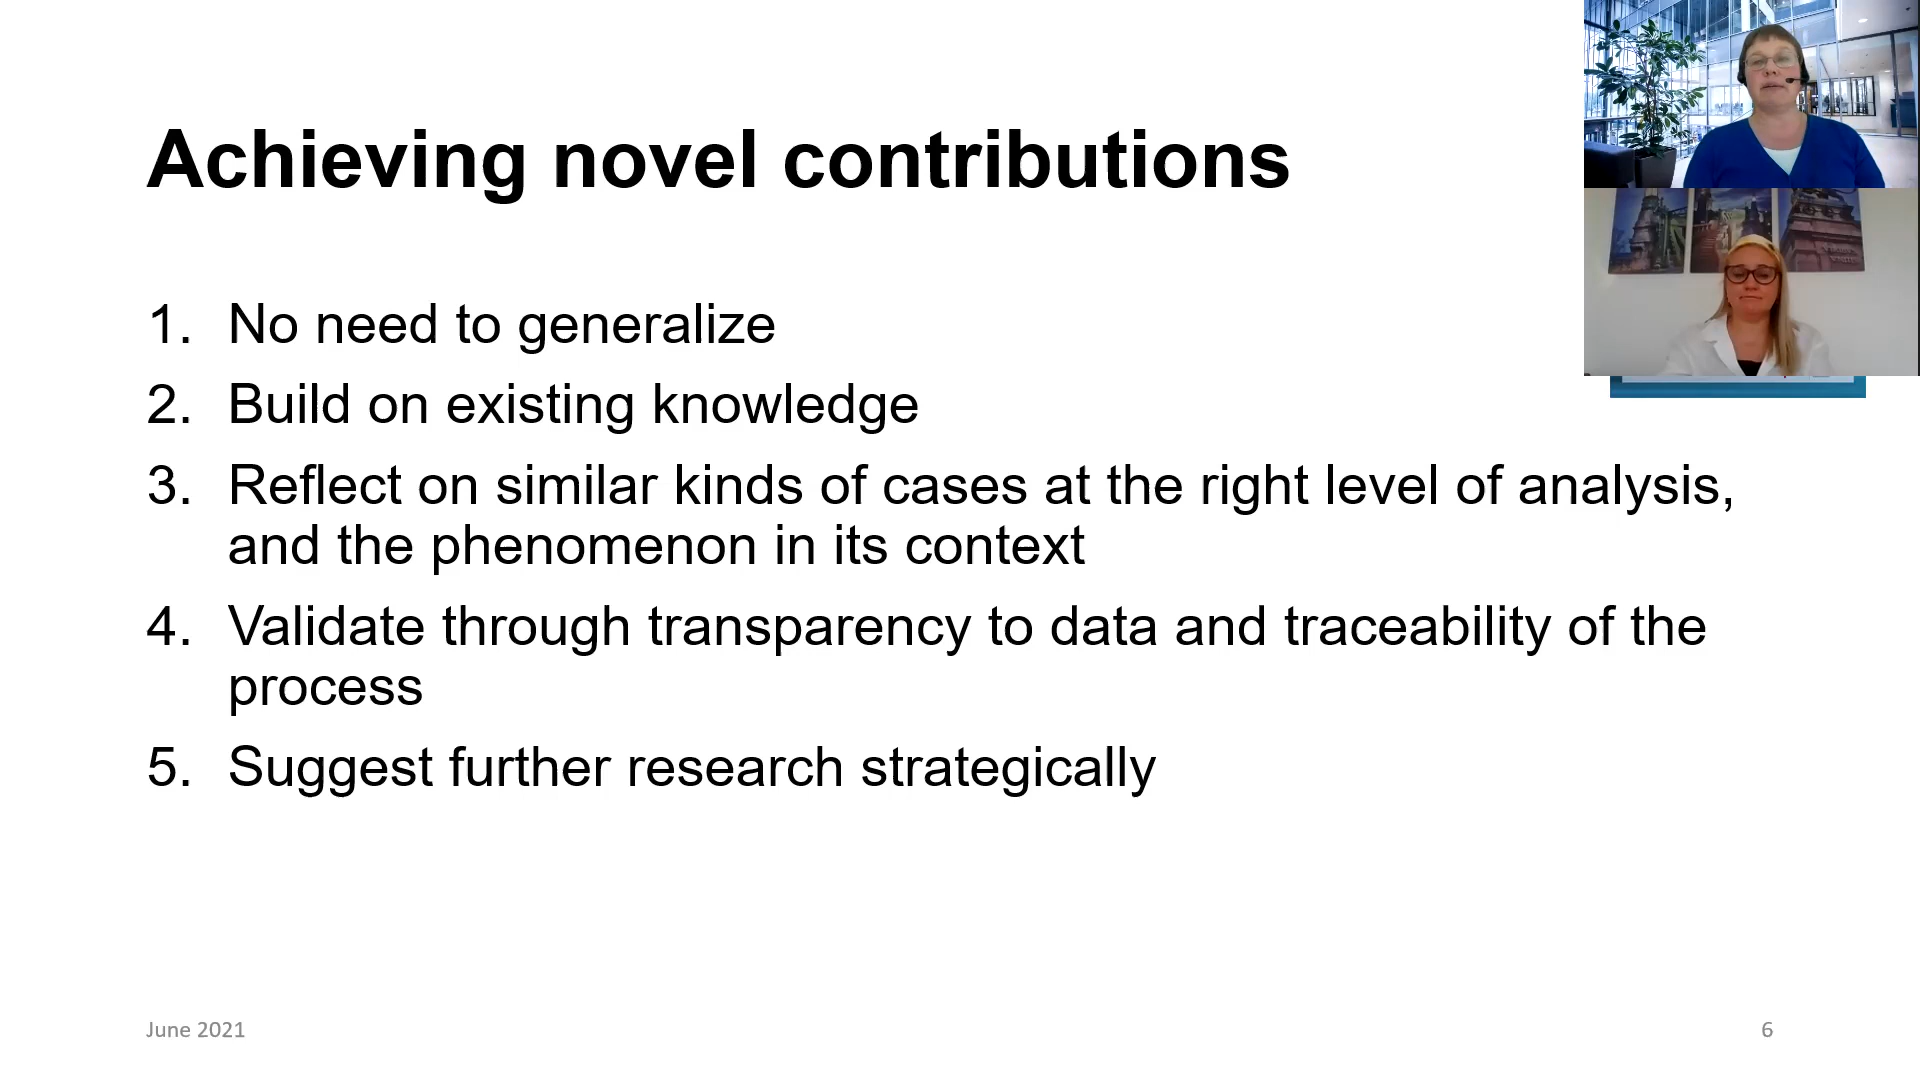 Achieving novel contributions
1. No need to generalize
2. Build on existing knowledge
3. Reflect on similar kinds of cases at the right level of analysis,
and the phenomenon in its context
4. Validate through transparency to data and traceability of the
process
5. Suggest further research strategically
June 2021
6